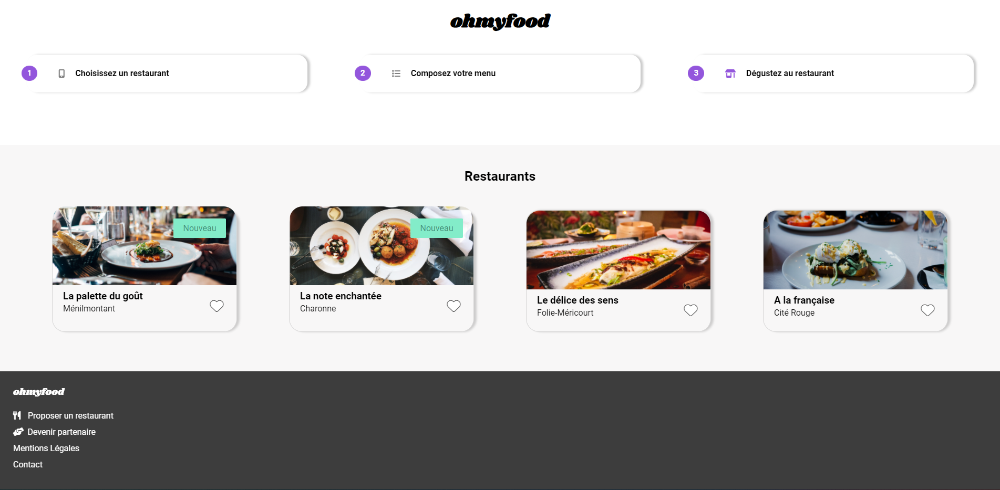 ohmyfood
1 Choisissez un restaurant
2 Composez votre menu
3 Dégustez au restaurant
Restaurants
Nouveau
La palette du goût
Ménilmontant
Nouveau
La note enchantée
Charonne
Le délice des sens
Folie-Méricourt
A la française
Cité Rouge
ohmyfood
Proposer un restaurant
Devenir partenaire
Mentions Légales
Contact